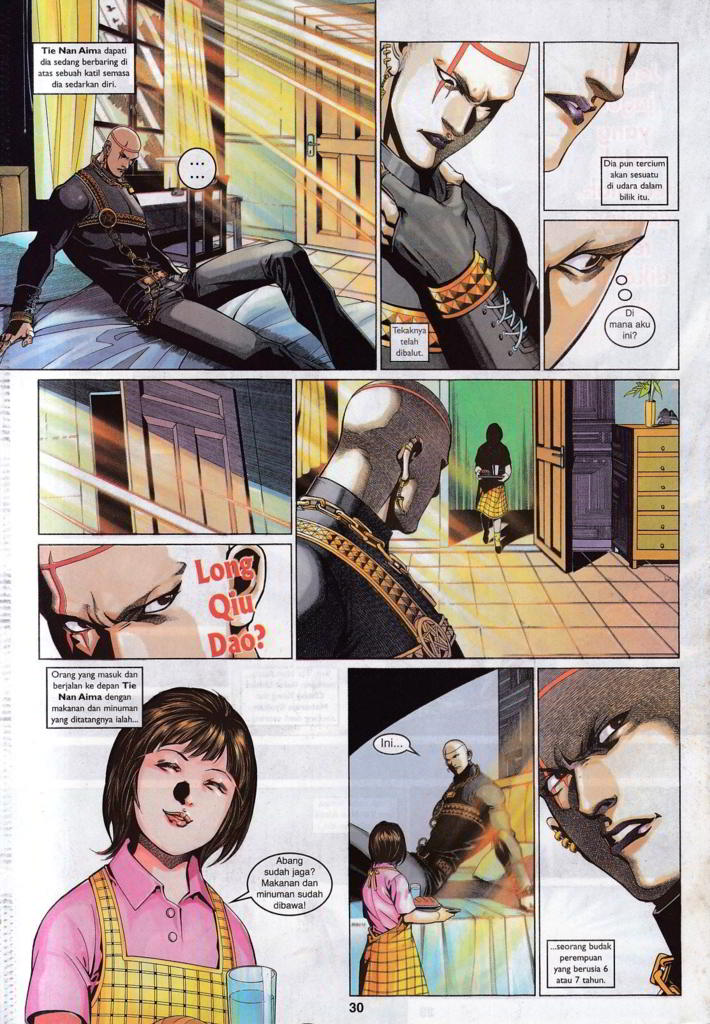 Tie Nan Aima dapati
dia sedang berbaring di
atas sebuah katil semasa
dia sedarkan diri.
...
...
Tekaknya
telah
dibalut.
Dia pun tercium
akan sesuatu
di udara dalam
bilik itu.
Di
mana aku
ini?
Long
Qiu
Dao?
Orang yang masuk dan
berjalan ke depan Tie
Nan Aima dengan
makanan dan minuman
yang ditatangnya ialah...
Abang
sudah jaga?
Makanan dan
minuman sudah
dibawa!
Ini...
...seorang budak
perempuan
yang berusia 6
atau 7 tahun.
30